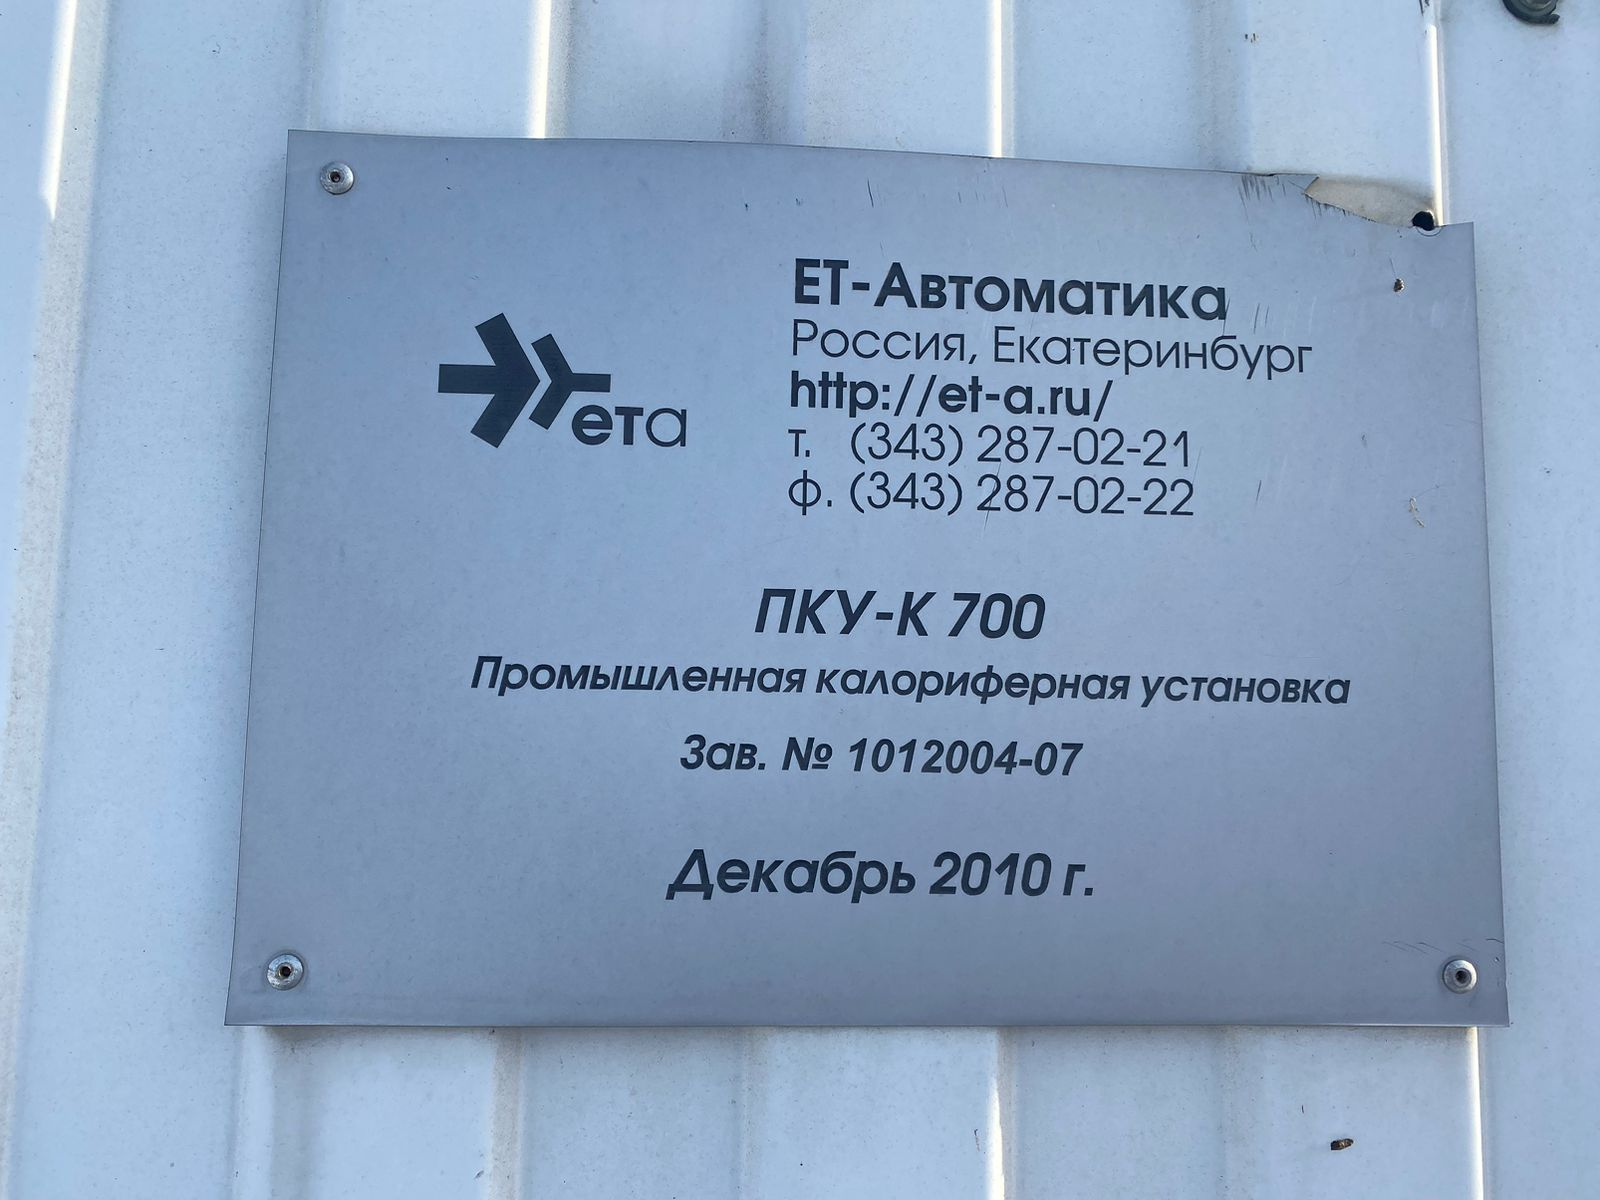 ета
ЕТ-Автоматика
Россия, Екатеринбург
http://et-a.ru/
т. (343) 287-02-21
ф. (343) 287-02-22
ПКУ-К 700
Промышленная калориферная установка
Зав. № 1012004-07
Декабрь 2010 г.